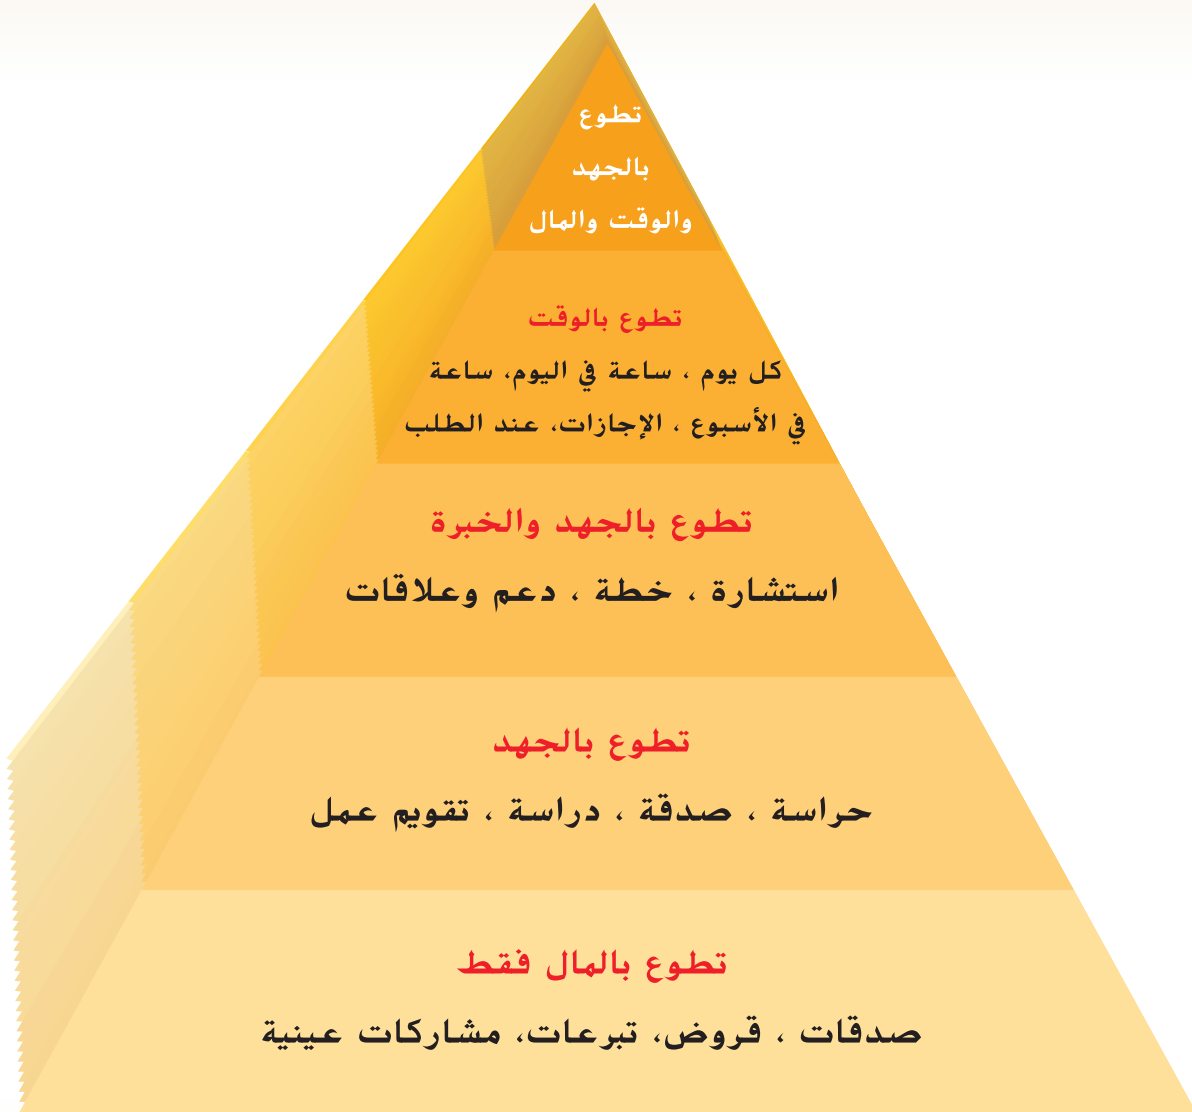 تطوع
بالجهد
والوقت والمال
تطوع بالوقت
كل يوم ، ساعة في اليوم، ساعة
في الأسبوع ، الإجازات، عند الطلب
تطوع بالجهد والخبرة
استشارة ، خطة ، دعم وعلاقات
تطوع بالجهد
حراسة ، صدقة ، دراسة ، تقويم عمل
تطوع بالمال فقط
صدقات ، قروض، تبرعات، مشاركات عينية